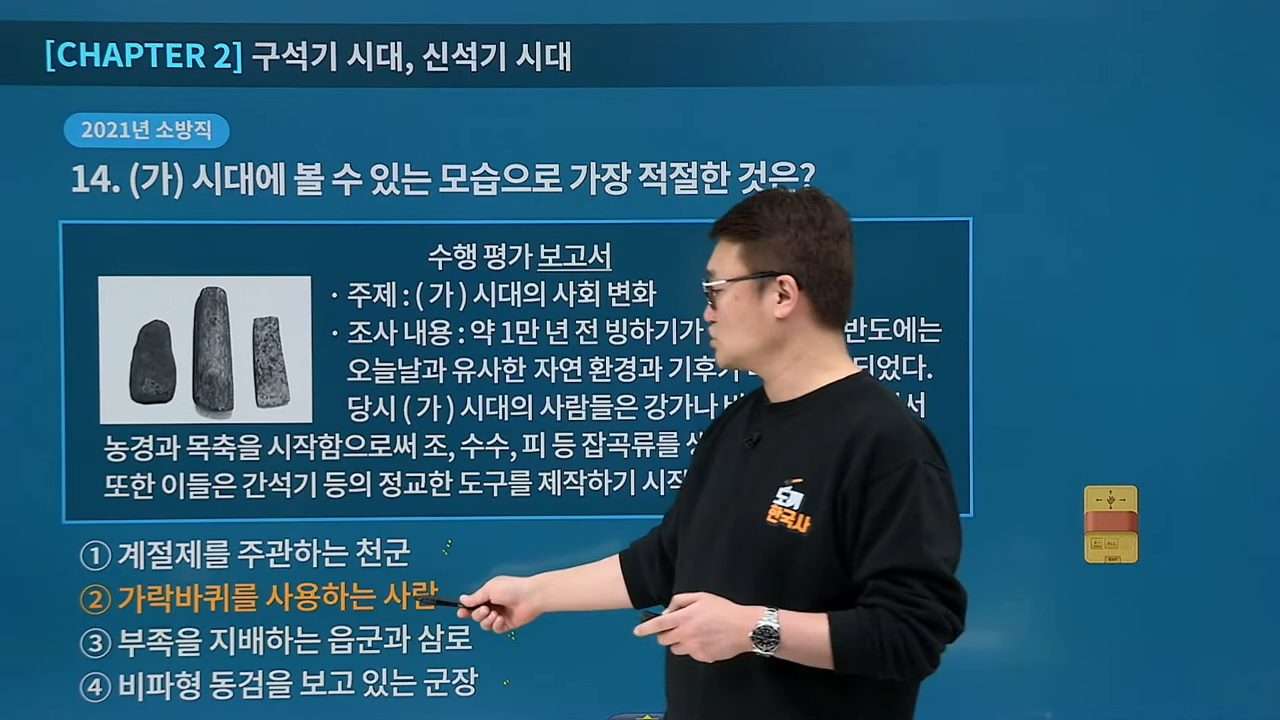 [CHAPTER 2] 구석기 시대, 신석기 시대
2021년 소방직
14. (가) 시대에 볼 수 있는 모습으로 가장 적절한 것은?
수행 평가 보고서
· 주제 : ( 가 ) 시대의 사회 변화
· 조사 내용 : 약 1만 년 전 빙하기가 반도에는
오늘날과 유사한 자연 환경과 기후가 되었다.
당시 ( 가 ) 시대의 사람들은 강가나
농경과 목축을 시작함으로써 조, 수수, 피 등 잡곡류를
또한 이들은 간석기 등의 정교한 도구를 제작하기
① 계절제를 주관하는 천군
② 가락바퀴를 사용하는 사람
③ 부족을 지배하는 읍군과 삼로
④ 비파형 동검을 보고 있는 군장
도끼
한국사